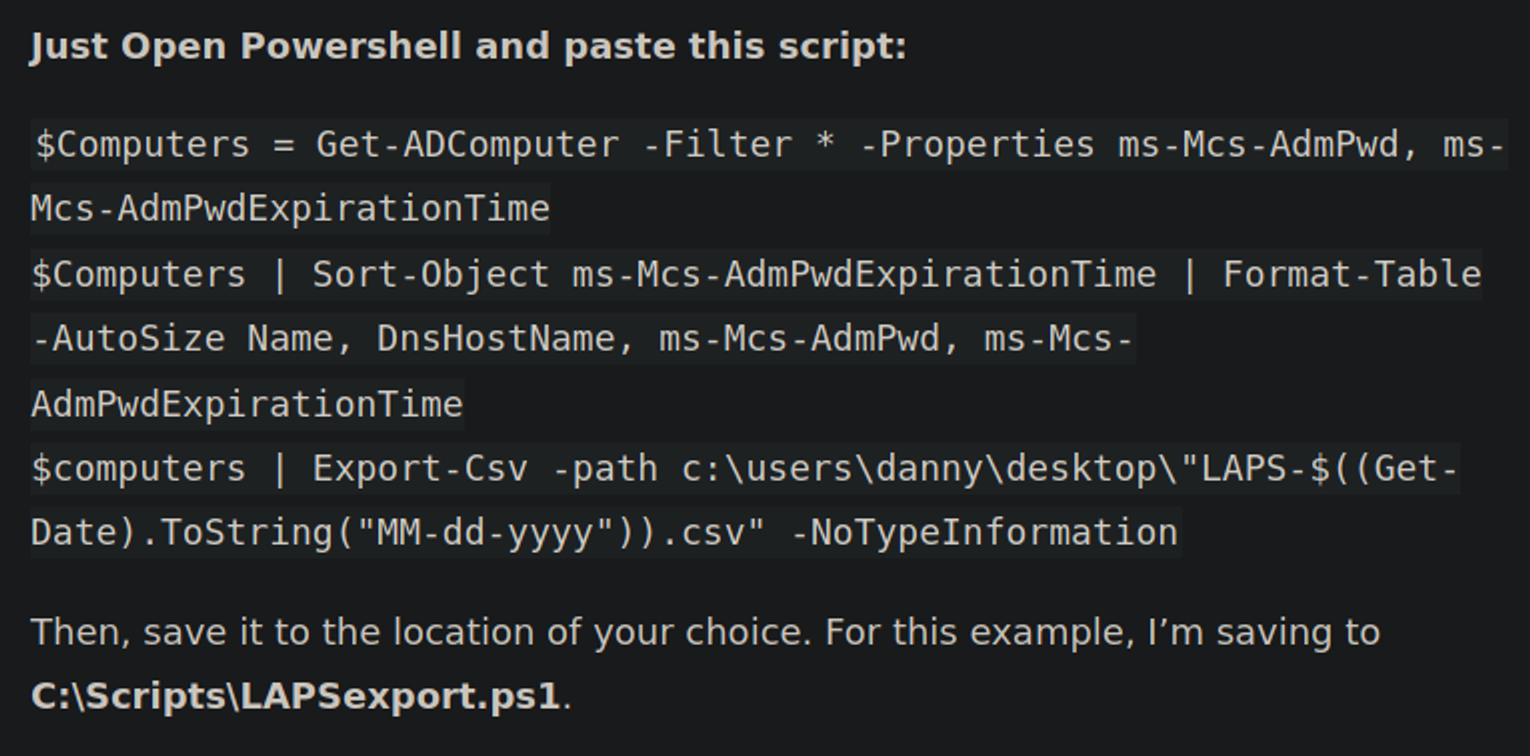 Just Open Powershell and paste this script:
$Computers = Get-ADComputer -Filter * -Properties ms-Mcs-AdmPwd, ms-
Mcs-AdmPwdExpirationTime
$Computers | Sort-Object ms-Mcs-AdmPwdExpirationTime | Format-Table
-AutoSize Name, DnsHostName, ms-Mcs-AdmPwd, ms-Mcs-
AdmPwdExpirationTime
$computers | Export-Csv -path c:\users\danny\desktop\"LAPS-$((Get-
Date).ToString("MM-dd-yyyy")).csv" -NoTypeInformation
Then, save it to the location of your choice. For this example, I’m saving to
C:\Scripts\LAPSexport.ps1.